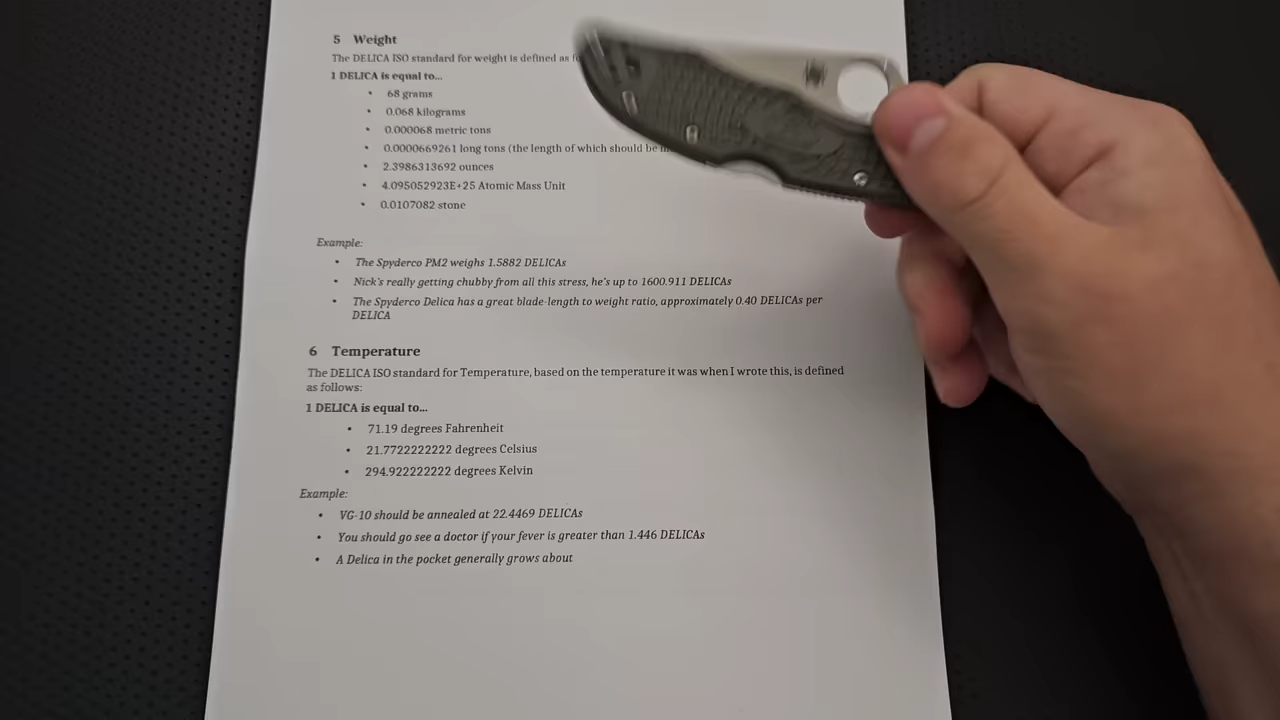 5 Weight
The DELICA ISO standard for weight is defined as
1 DELICA is equal to...
• 68 grams
• 0.068 kilograms
• 0.000068 metric tons
• 0.0000669261 long tons (the length of which should be
• 2.3986313692 ounces
• 4.095052923E+25 Atomic Mass Unit
• 0.0107082 stone
Example:
• The Spyderco PM2 weighs 1.5882 DELICAs
• Nick's really getting chubby from all this stress, he's up to 1600.911 DELICAs
• The Spyderco Delica has a great blade-length to weight ratio, approximately 0.40 DELICAs per
DELICA
6 Temperature
The DELICA ISO standard for Temperature, based on the temperature it was when I wrote this, is defined
as follows:
1 DELICA is equal to...
• 71.19 degrees Fahrenheit
• 21.7722222222 degrees Celsius
• 294.922222222 degrees Kelvin
Example:
• VG-10 should be annealed at 22.4469 DELICAs
• You should go see a doctor if your fever is greater than 1.446 DELICAs
• A Delica in the pocket generally grows about